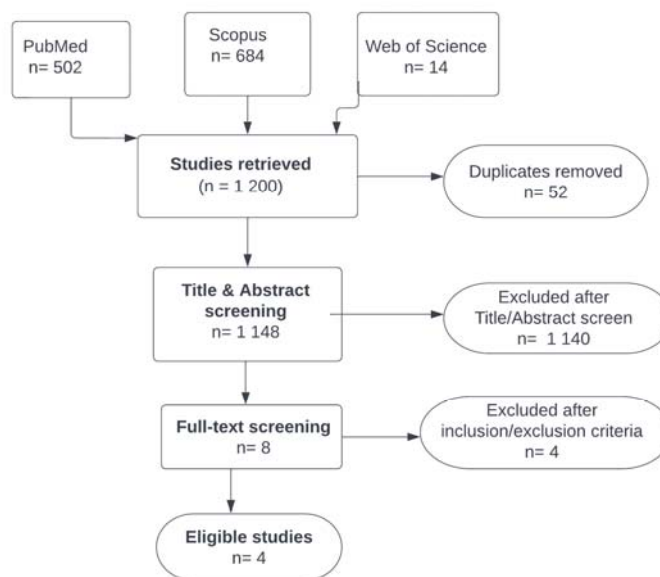 PubMed
n= 502
Scopus
n= 684
Web of Science
n= 14
Studies retrieved
(n = 1 200)
Duplicates removed
n= 52
Title & Abstract
screening
n= 1 148
Excluded after
Title/Abstract screen
n= 1 140
Full-text screening
n= 8
Excluded after
inclusion/exclusion criteria
n= 4
Eligible studies
n= 4